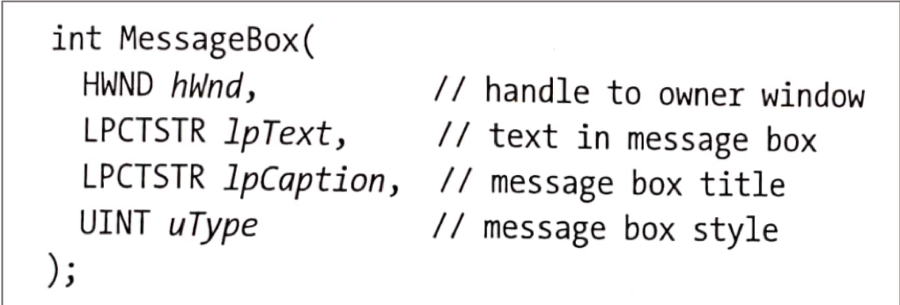 int MessageBox(
HWND hWnd, // handle to owner window
LPCTSTR lpText, // text in message box
LPCTSTR lpCaption, // message box title
UINT uType // message box style
);